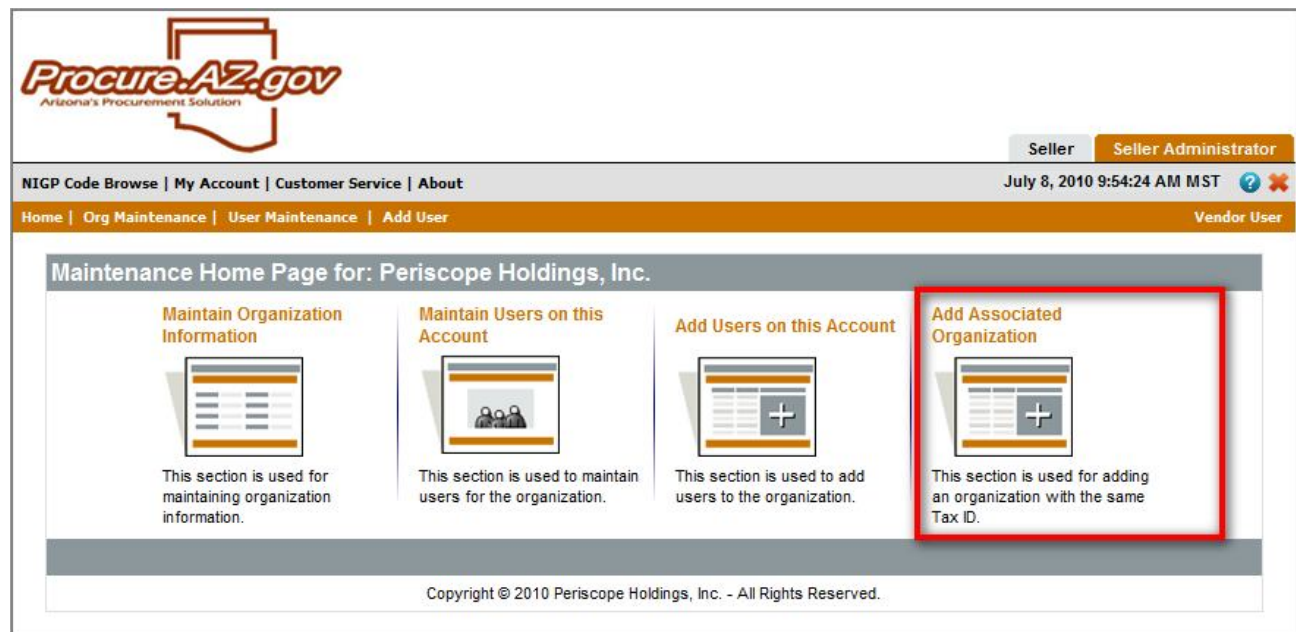 Procure.AZ.gov
Arizona's Procurement Solution
Seller
Seller Administrator
NIGP Code Browse | My Account | Customer Service | About
July 8, 2010 9:54:24 AM MST
Home | Org Maintenance | User Maintenance | Add User
Vendor User
Maintenance Home Page for: Periscope Holdings, Inc.
Maintain Organization
Information
This section is used for
maintaining organization
information.
Maintain Users on this
Account
This section is used to maintain
users for the organization.
Add Users on this Account
This section is used to add
users to the organization.
Add Associated
Organization
This section is used for adding
an organization with the same
Tax ID.
Copyright © 2010 Periscope Holdings, Inc. - All Rights Reserved.